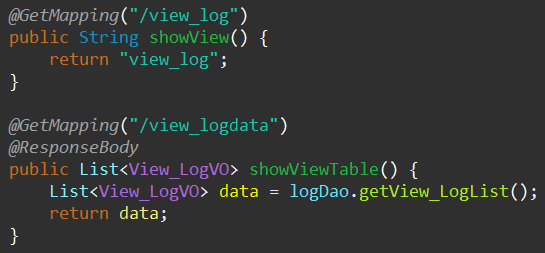 @GetMapping("/view_log")
public String showView() {
    return "view_log";
}

@GetMapping("/view_logdata")
@ResponseBody
public List<View_LogVO> showViewTable() {
    List<View_LogVO> data = logDao.getView_LogList();
    return data;
}